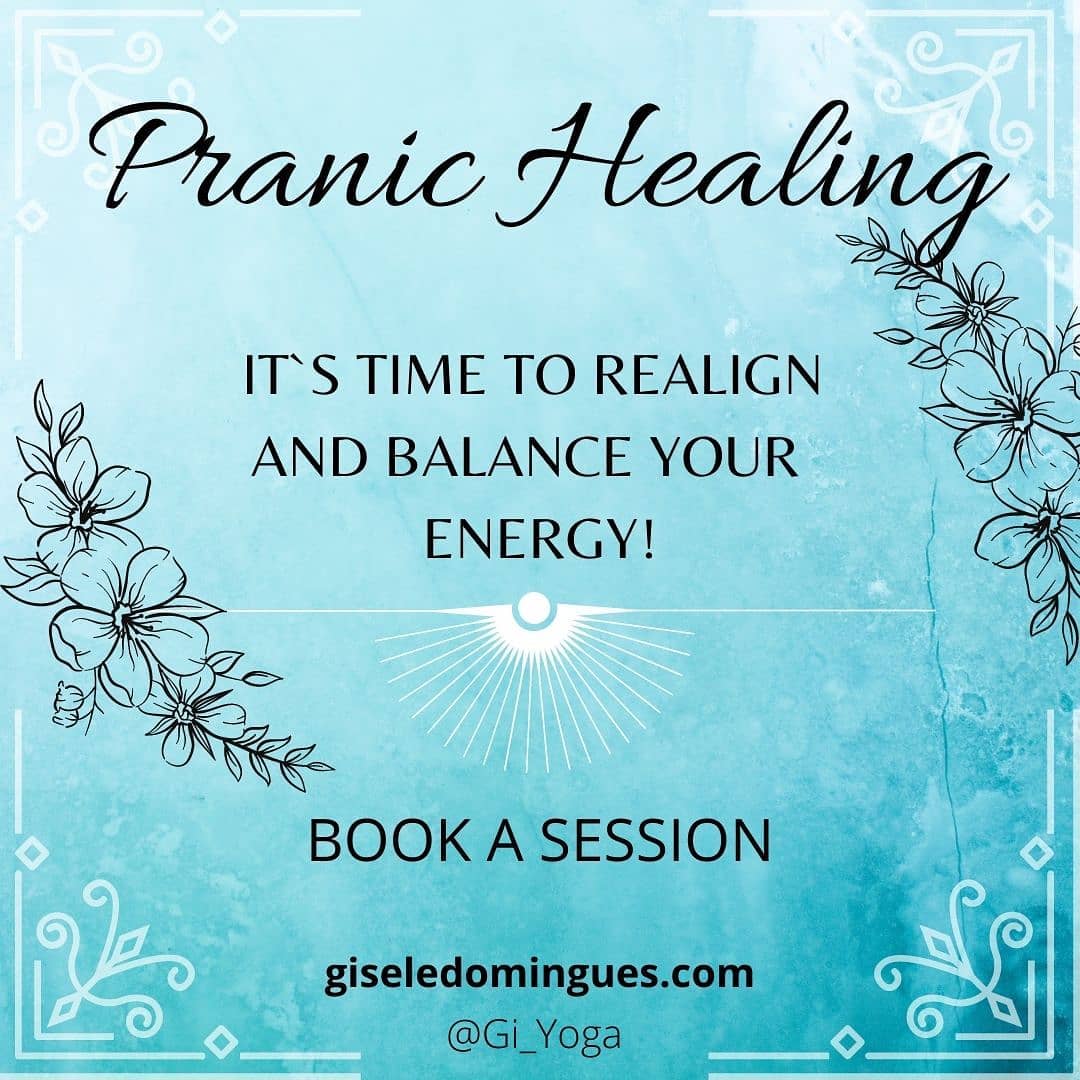 Pranic Healing
IT`S TIME TO REALIGN
AND BALANCE YOUR
ENERGY!
BOOK A SESSION
giseledomingues.com
@Gi_Yoga